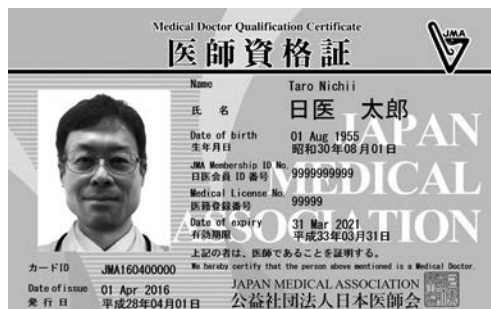 Medical Doctor Qualification Certificate
医師資格証
JMA
Name Taro Nichii
氏 名 日医 太郎
Date of birth 01 Aug 1955
生年月日 昭和30年08月01日
JMA Membership ID No.
日医会員 ID 番号 9999999999
Medical License No.
医籍登録番号 99999
Date of expiry 31 Mar 2021
有効期限 平成33年03月31日
JAPAN
MEDICAL
ASSOCIATION
上記の者は、医師であることを証明する。
We hereby certify that the person above mentioned is a Medical Doctor.
カードID JMA160400000
Date of issue 01 Apr 2016
発 行 日 平成28年04月01日
JAPAN MEDICAL ASSOCIATION
公益社団法人日本医師会